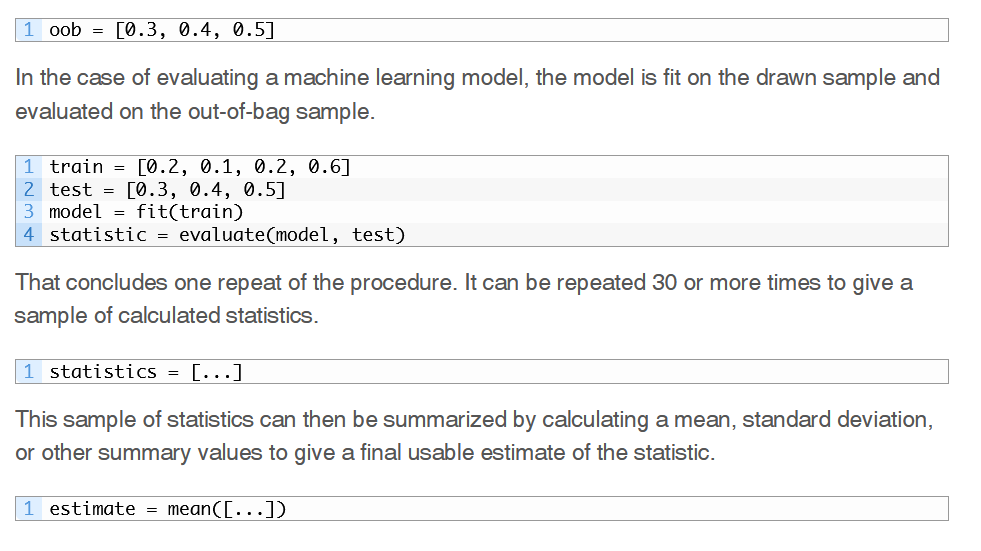 1 oob = [0.3, 0.4, 0.5]
In the case of evaluating a machine learning model, the model is fit on the drawn sample and
evaluated on the out-of-bag sample.
1 train = [0.2, 0.1, 0.2, 0.6]
2 test = [0.3, 0.4, 0.5]
3 model = fit(train)
4 statistic = evaluate(model, test)
That concludes one repeat of the procedure. It can be repeated 30 or more times to give a
sample of calculated statistics.
1 statistics = [...]
This sample of statistics can then be summarized by calculating a mean, standard deviation,
or other summary values to give a final usable estimate of the statistic.
1 estimate = mean([...])